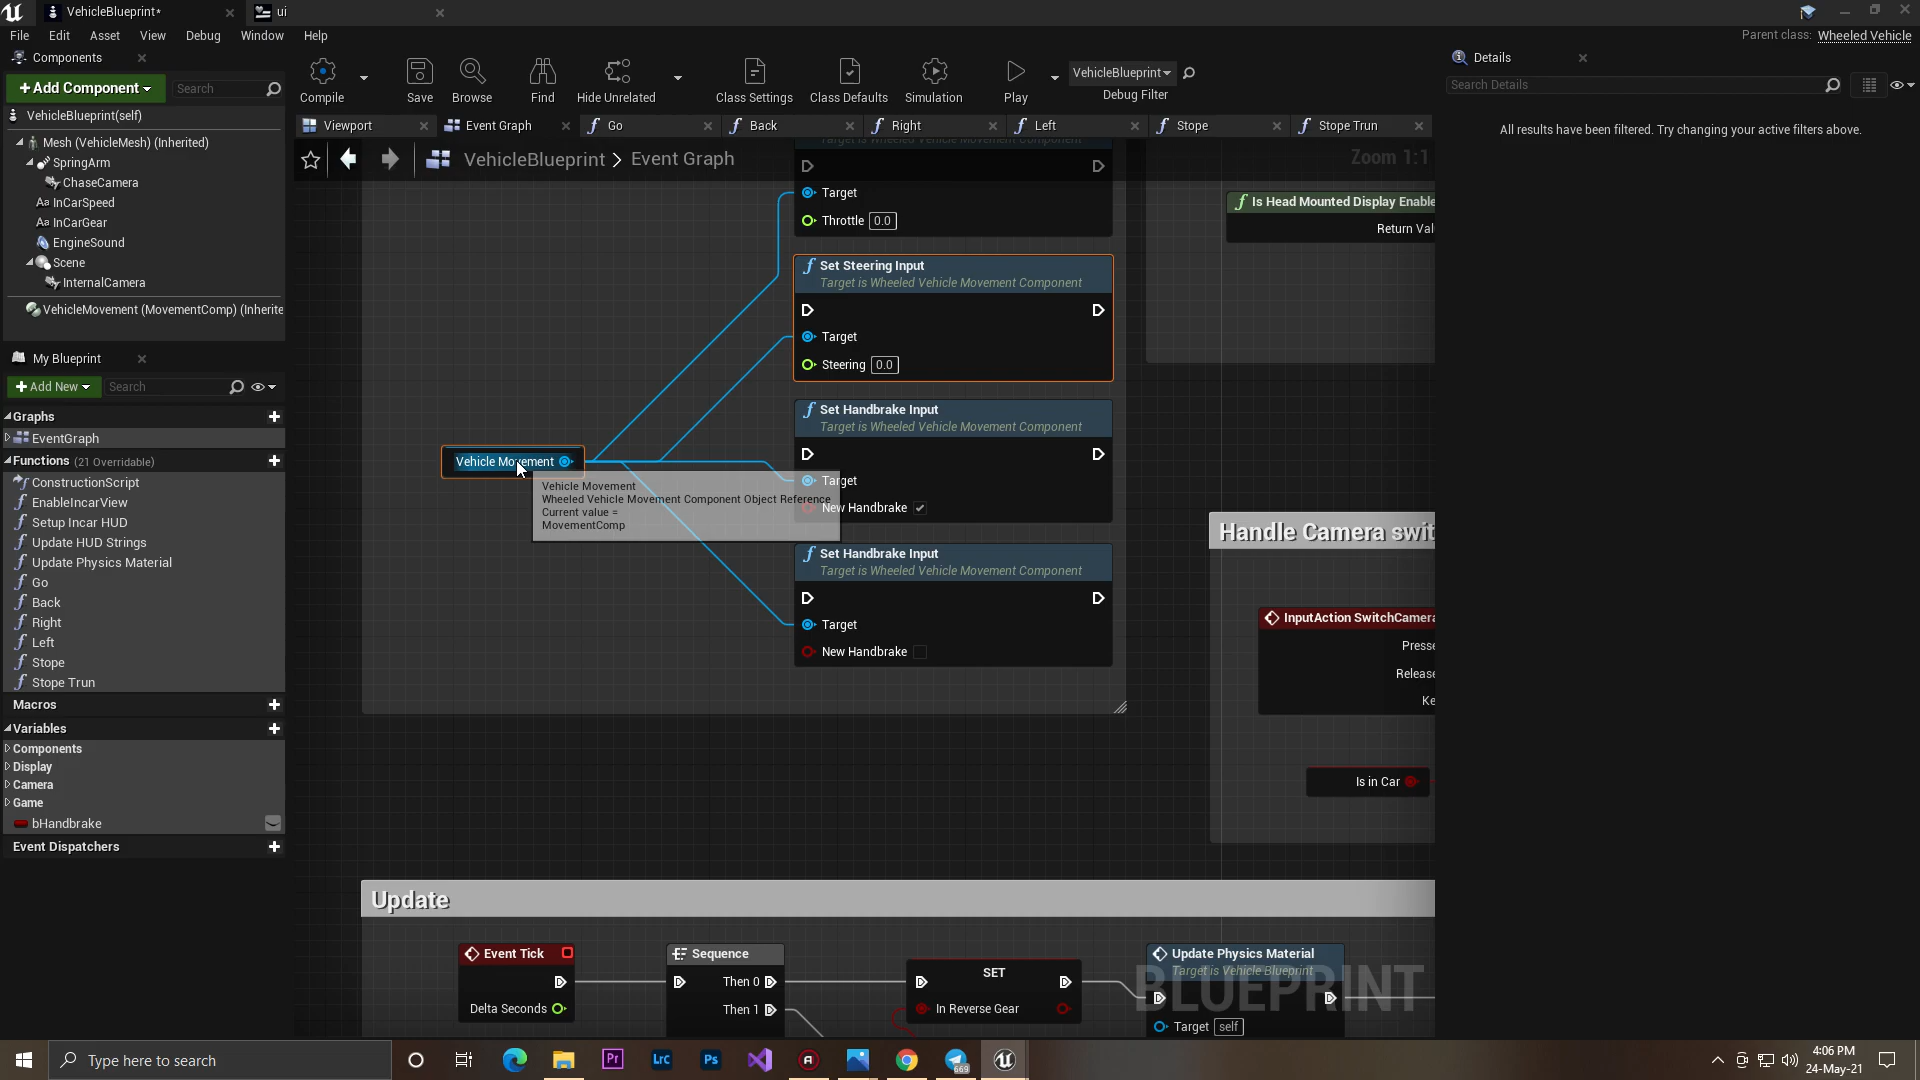 VehicleBlueprint*
ui
File Edit Asset View Debug Window Help
Parent class: Wheeled Vehicle
Components
+Add Component
Search
VehicleBlueprint(self)
Mesh (VehicleMesh) (Inherited)
SpringArm
ChaseCamera
InCarSpeed
InCarGear
EngineSound
Scene
InternalCamera
VehicleMovement (MovementComp) (Inherite
My Blueprint
+Add New
Search
Graphs
EventGraph
Functions (21 Overridable)
ConstructionScript
EnableIncarView
Setup Incar HUD
Update HUD Strings
Update Physics Material
Go
Back
Right
Left
Stope
Stope Trun
Macros
Variables
Components
Display
Camera
Game
bHandbrake
Event Dispatchers
Compile
Save
Browse
Find
Hide Unrelated
Class Settings
Class Defaults
Simulation
Play
VehicleBlueprint
Debug Filter
Viewport
Event Graph
Go
Back
Right
Left
Stope
Stope Trun
VehicleBlueprint > Event Graph
Zoom 1:1
Target is Wheeled Vehicle Movement Component
Target
Throttle 0.0
Set Steering Input
Target is Wheeled Vehicle Movement Component
Target
Steering 0.0
Set Handbrake Input
Target is Wheeled Vehicle Movement Component
Target
New Handbrake
Set Handbrake Input
Target is Wheeled Vehicle Movement Component
Target
New Handbrake
Vehicle Movement
Vehicle Movement
Wheeled Vehicle Movement Component Object Reference
Current value =
MovementComp
Is Head Mounted Display Enable
Return Valu
Handle Camera swit
InputAction SwitchCamera
Presse
Release
Ke
Is in Car
Update
Event Tick
Delta Seconds
Sequence
Then 0
Then 1
SET
In Reverse Gear
Update Physics Material
Target is Vehicle Blueprint
Target self
BLUEPRINT
Details
Search Details
All results have been filtered. Try changing your active filters above.
Type here to search
Pr
Lrc
Ps
669
4:06 PM
24-May-21